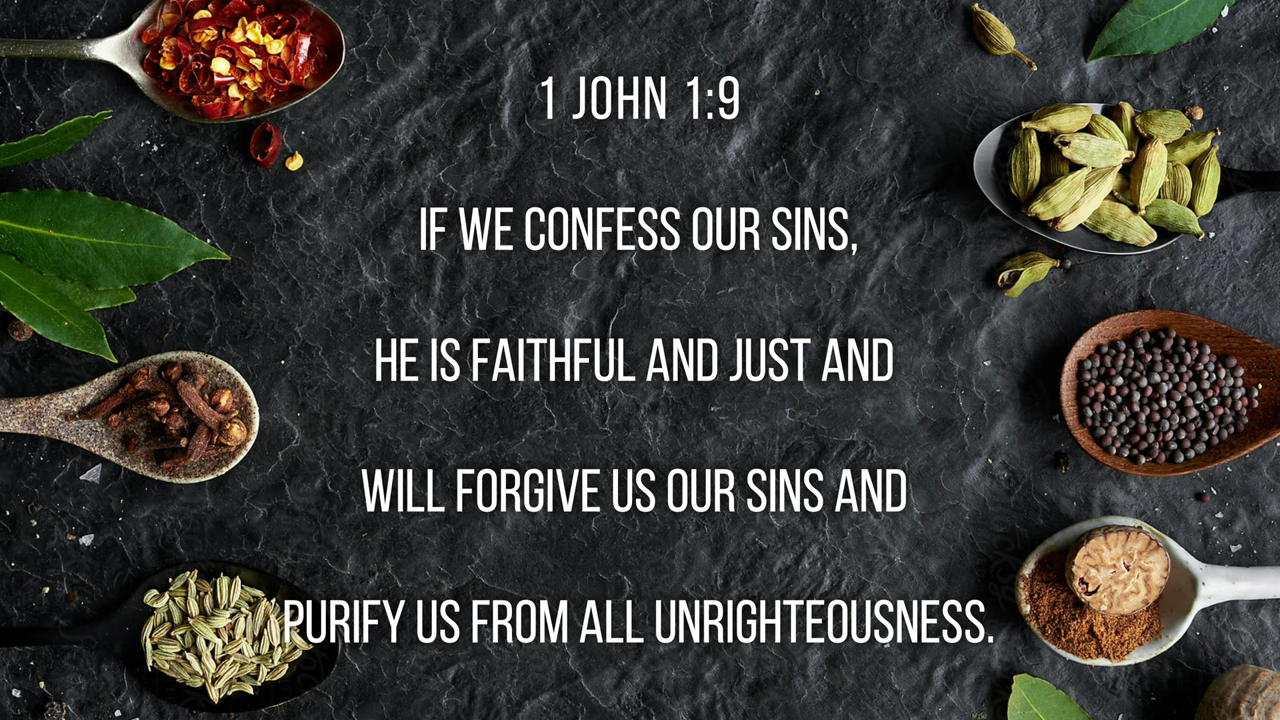 1 JOHN 1:9
IF WE CONFESS OUR SINS,
HE IS FAITHFUL AND JUST AND
WILL FORGIVE US OUR SINS AND
PURIFY US FROM ALL UNRIGHTEOUSNESS.